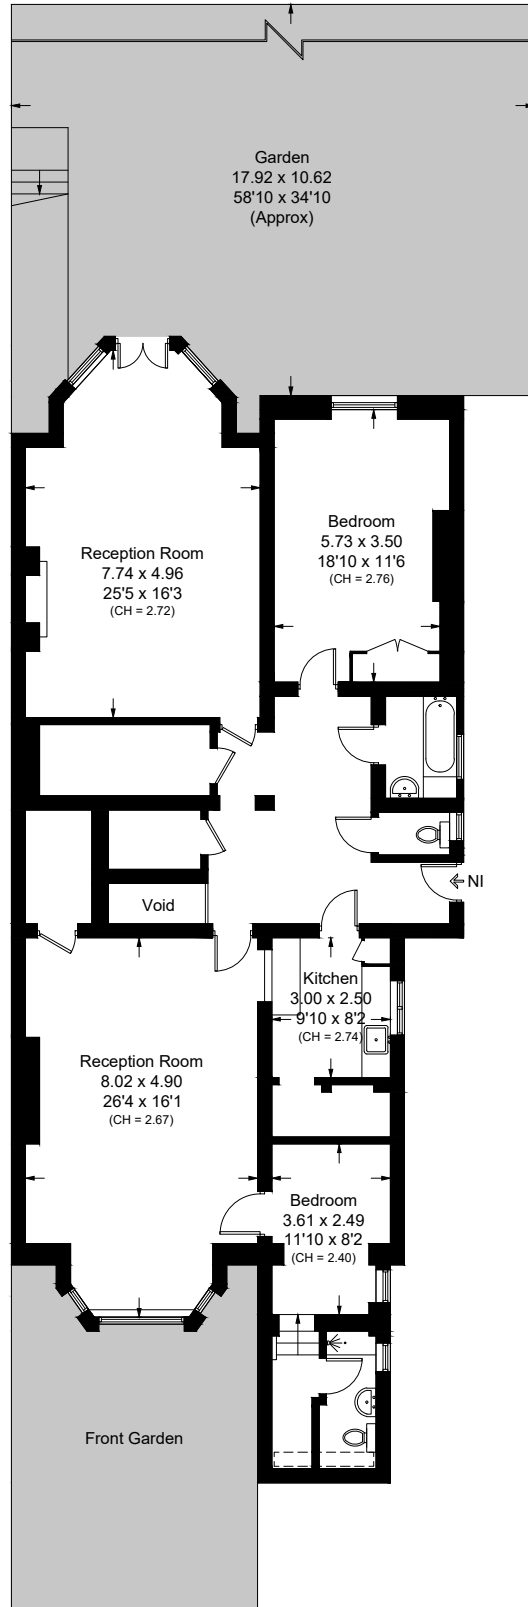 Garden
17.92 x 10.62
58'10 x 34'10
(Approx)
Reception Room
7.74 x 4.96
25'5 x 16'3
(CH = 2.72)
Bedroom
5.73 x 3.50
18'10 x 11'6
(CH = 2.76)
Void
IN
Kitchen
3.00 x 2.50
9'10 x 8'2
(CH = 2.74)
Reception Room
8.02 x 4.90
26'4 x 16'1
(CH = 2.67)
Bedroom
3.61 x 2.49
11'10 x 8'2
(CH = 2.40)
Front Garden